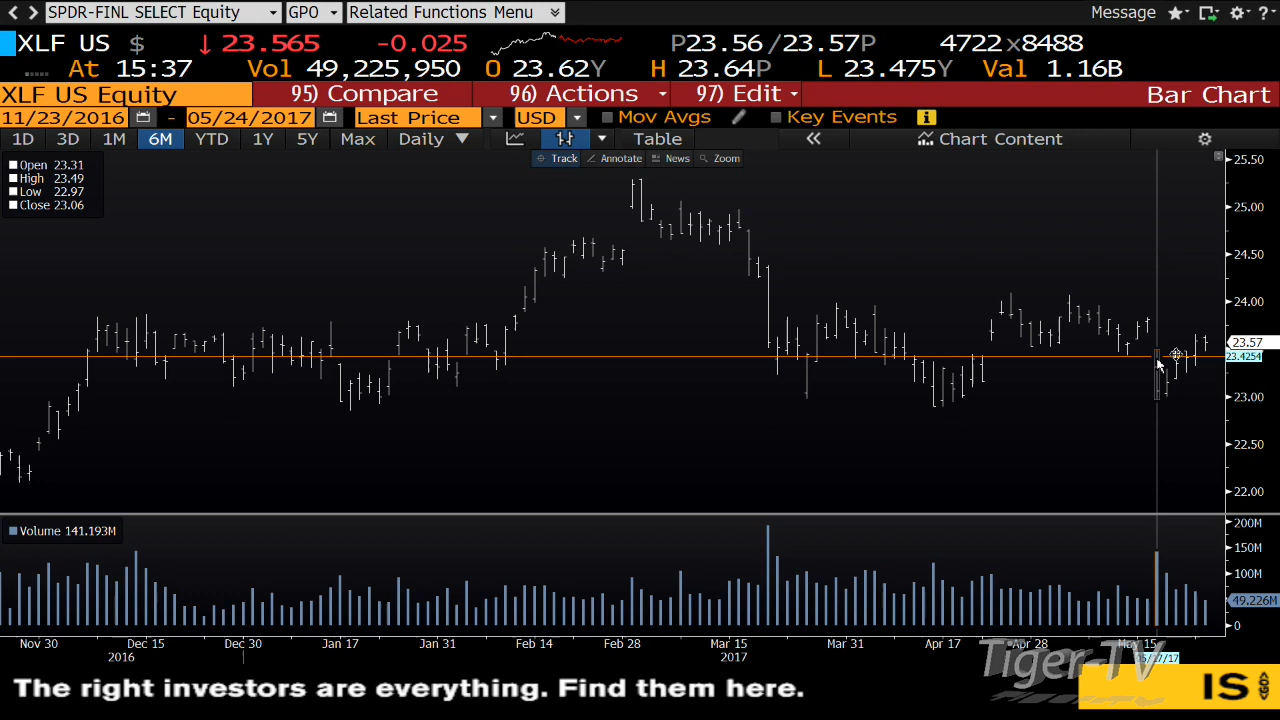 SPDR-FINL SELECT Equity GPO Related Functions Menu Message ?
XLF US $ ↓ 23.565 -0.025 P23.56 /23.57P 4722 x8488
At 15:37 Vol 49,225,950 O 23.62Y H 23.64P L 23.475Y Val 1.16B
XLF US Equity 95) Compare 96) Actions 97) Edit Bar Chart
11/23/2016 - 05/24/2017 Last Price USD Mov Avgs Key Events i
1D 3D 1M 6M YTD 1Y 5Y Max Daily ▼ Table « Chart Content
Track Annotate News Zoom
Open 23.31
High 23.49
Low 22.97
Close 23.06
25.50
25.00
24.50
24.00
23.57
23.4254
23.00
22.50
22.00
Volume 141.193M
200M
150M
100M
49.226M
0
Nov 30 Dec 15 Dec 30 Jan 17 Jan 31 Feb 14 Feb 28 Mar 15 Mar 31 Apr 17 Apr 28 May 15
2016 2017
Tiger-TV
The right investors are everything. Find them here. IS